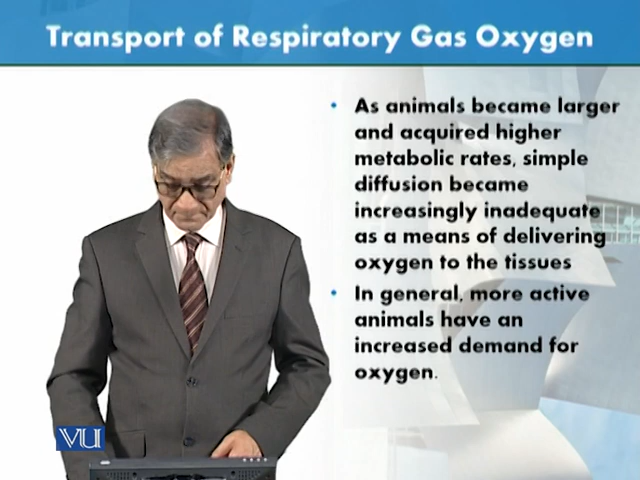 Transport of Respiratory Gas Oxygen
• As animals became larger
and acquired higher
metabolic rates, simple
diffusion became
increasingly inadequate
as a means of delivering
oxygen to the tissues
• In general, more active
animals have an
increased demand for
oxygen.
VU